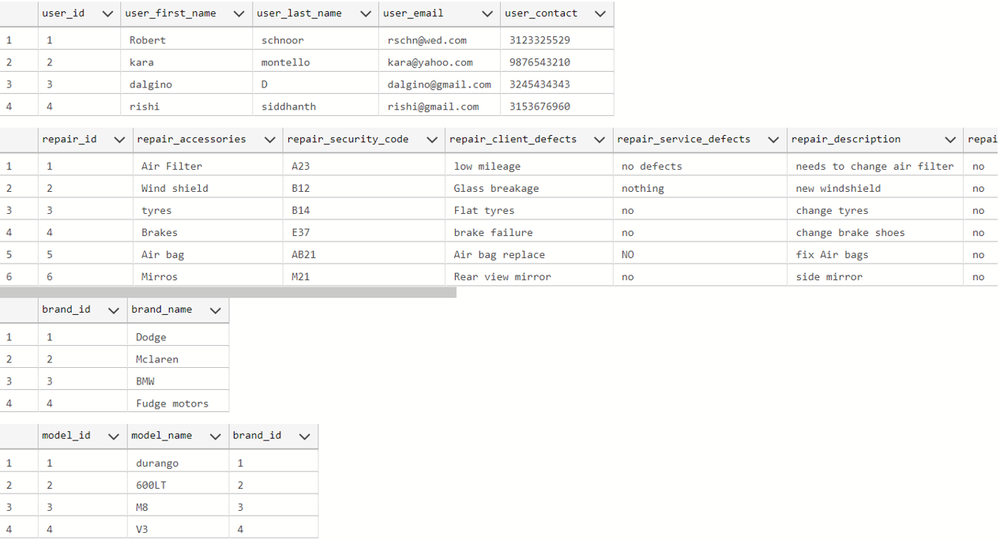 user_id user_first_name user_last_name user_email user_contact
1 1 Robert schnoor rschn@wed.com 3123325529
2 2 kara montello kara@yahoo.com 9876543210
3 3 dalgino D dalgino@gmail.com 3245434343
4 4 rishi siddhanth rishi@gmail.com 3153676960
repair_id repair_accessories repair_security_code repair_client_defects repair_service_defects repair_description repai
1 1 Air Filter A23 low mileage no defects needs to change air filter no
2 2 Wind shield B12 Glass breakage nothing new windshield no
3 3 tyres B14 Flat tyres no change tyres no
4 4 Brakes E37 brake failure no change brake shoes no
5 5 Air bag AB21 Air bag replace NO fix Air bags no
6 6 Mirros M21 Rear view mirror no side mirror no
brand_id brand_name
1 1 Dodge
2 2 Mclaren
3 3 BMW
4 4 Fudge motors
model_id model_name brand_id
1 1 durango 1
2 2 600LT 2
3 3 M8 3
4 4 V3 4